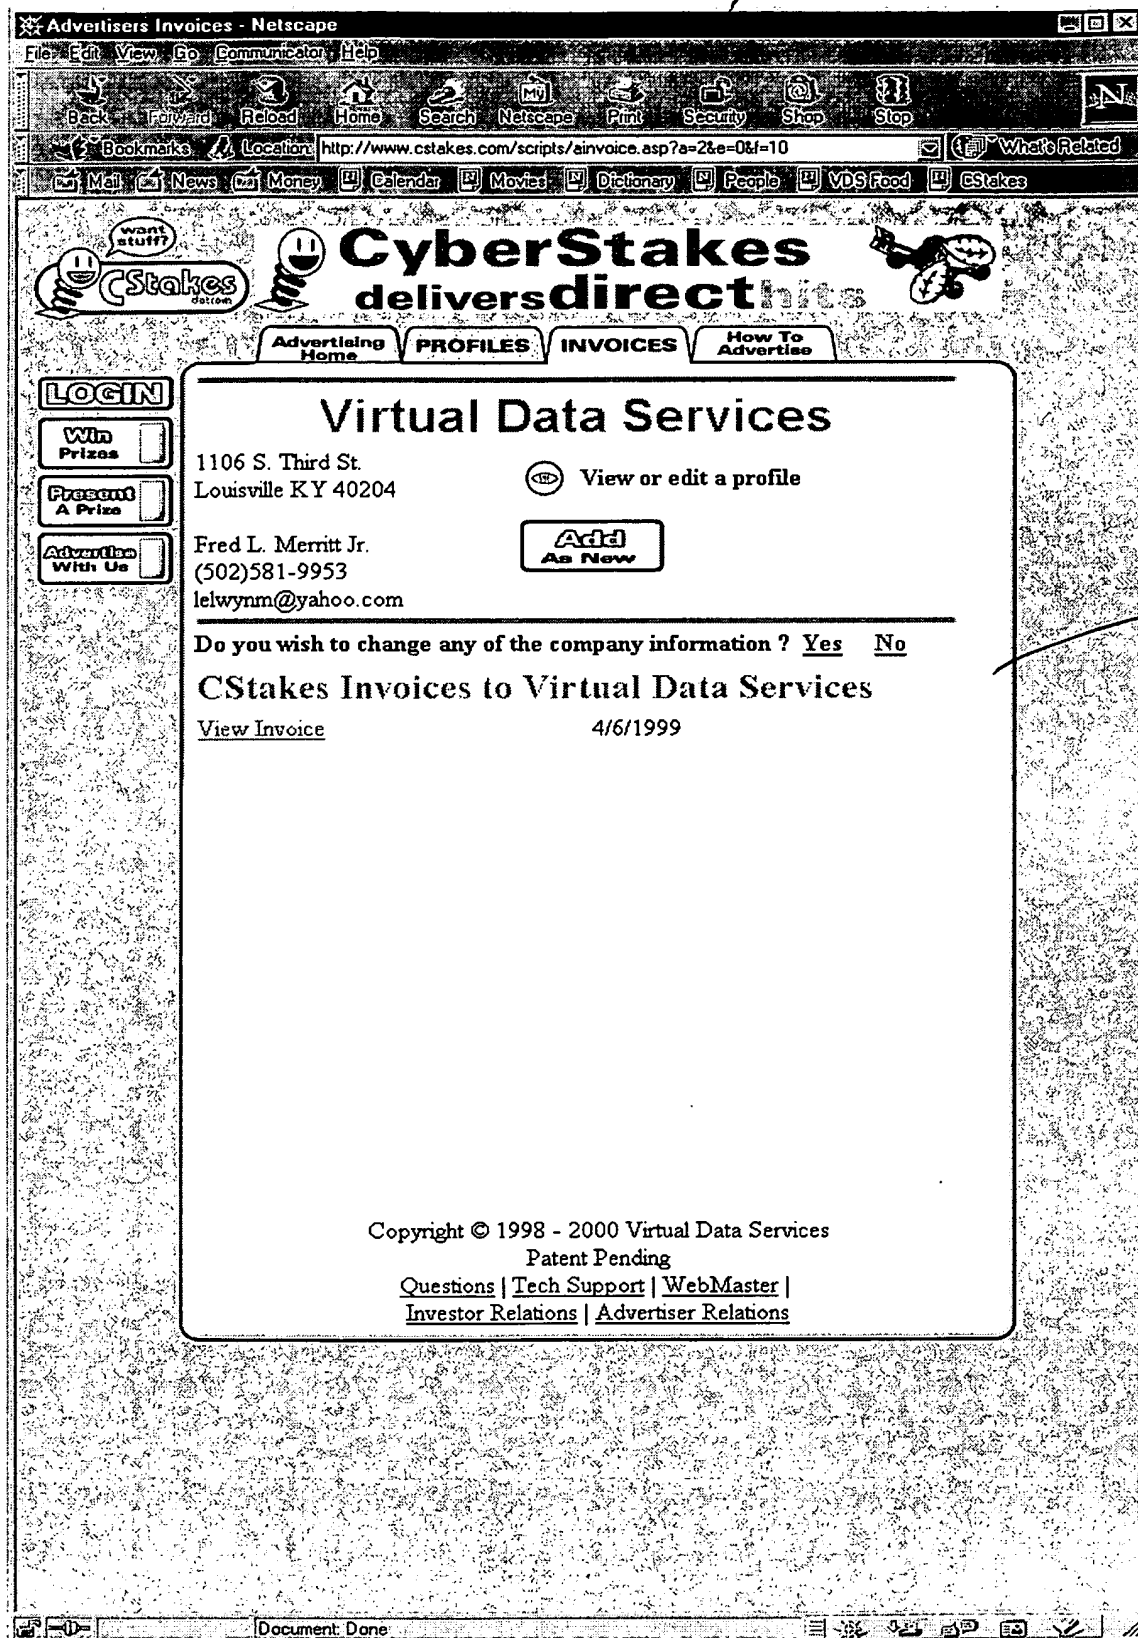 Advertisers Invoices - Netscape
File Edit View Go Communicator Help
Back Forward Reload Home Search Netscape Print Security Shop Stop
My
N
Bookmarks Location: http://www.cstakes.com/scripts/ainvoice.asp?a=2&e=0&f=10 What's Related
Mail News Money Calendar Movies Dictionary People VDS Food CStakes
want stuff?
CStakes
dotcom
CyberStakes
delivers direct hits
Advertising Home PROFILES INVOICES How To Advertise
LOGIN
Win Prizes
Present A Prize
Advertise With Us
Virtual Data Services
1106 S. Third St.
Louisville KY 40204
View or edit a profile
Add As New
Fred L. Merritt Jr.
(502)581-9953
lelwynm@yahoo.com
Do you wish to change any of the company information ? Yes No
CStakes Invoices to Virtual Data Services
View Invoice 4/6/1999
Copyright © 1998 - 2000 Virtual Data Services
Patent Pending
Questions | Tech Support | WebMaster |
Investor Relations | Advertiser Relations
Document: Done